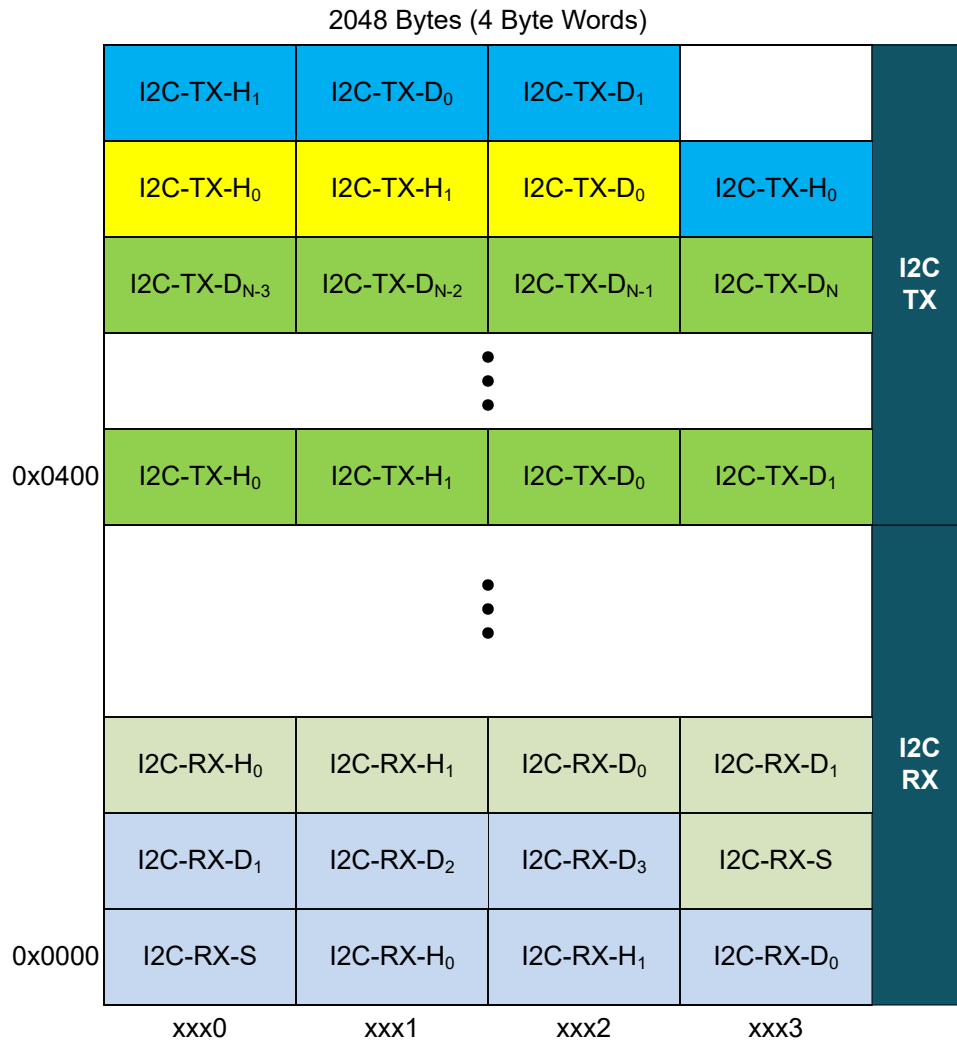 2048 Bytes (4 Byte Words)
I2C-TX-H₁ I2C-TX-D₀ I2C-TX-D₁
I2C-TX-H₀ I2C-TX-H₁ I2C-TX-D₀ I2C-TX-H₀
I2C-TX-D_{N-3} I2C-TX-D_{N-2} I2C-TX-D_{N-1} I2C-TX-D_N
I2C
TX
0x0400 I2C-TX-H₀ I2C-TX-H₁ I2C-TX-D₀ I2C-TX-D₁
I2C-RX-H₀ I2C-RX-H₁ I2C-RX-D₀ I2C-RX-D₁
I2C
RX
I2C-RX-D₁ I2C-RX-D₂ I2C-RX-D₃ I2C-RX-S
0x0000 I2C-RX-S I2C-RX-H₀ I2C-RX-H₁ I2C-RX-D₀
xxx0 xxx1 xxx2 xxx3